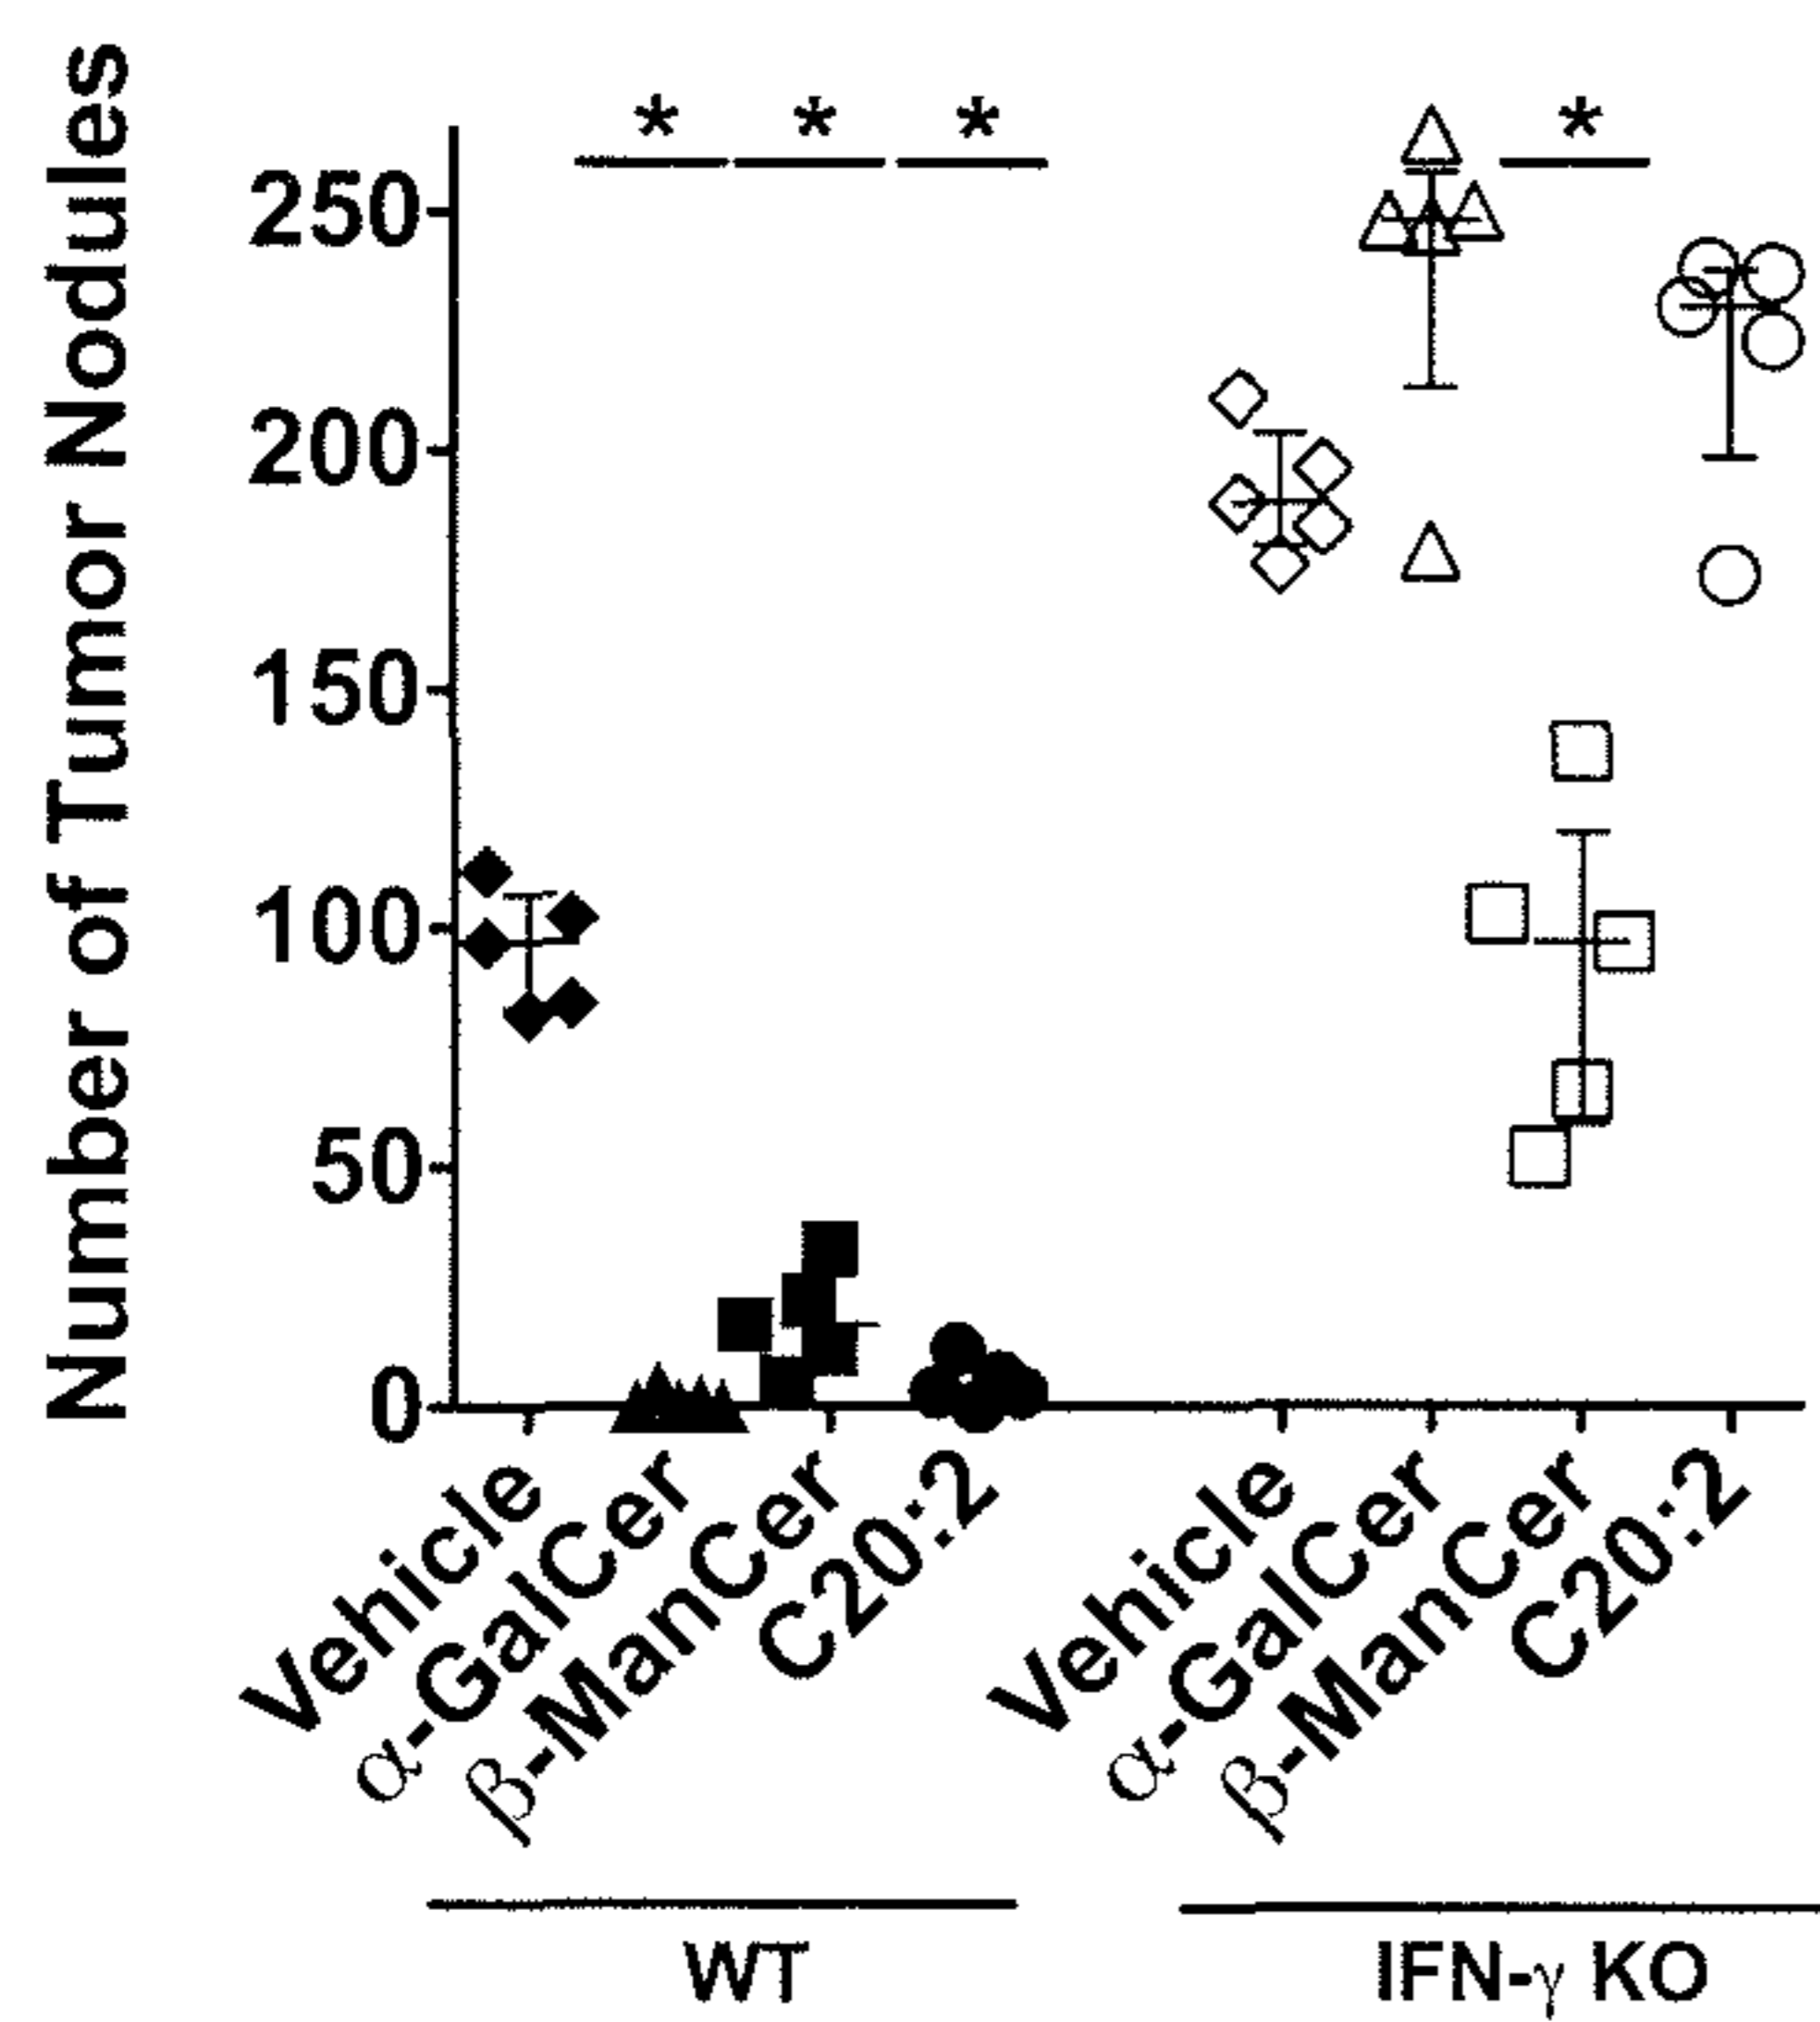 Number of Tumor Nodules
* * * *
250
200
150
100
50
0
Vehicle
α-GalCer
β-ManCer
C20:2
Vehicle
α-GalCer
β-ManCer
C20:2
WT
IFN-γ KO